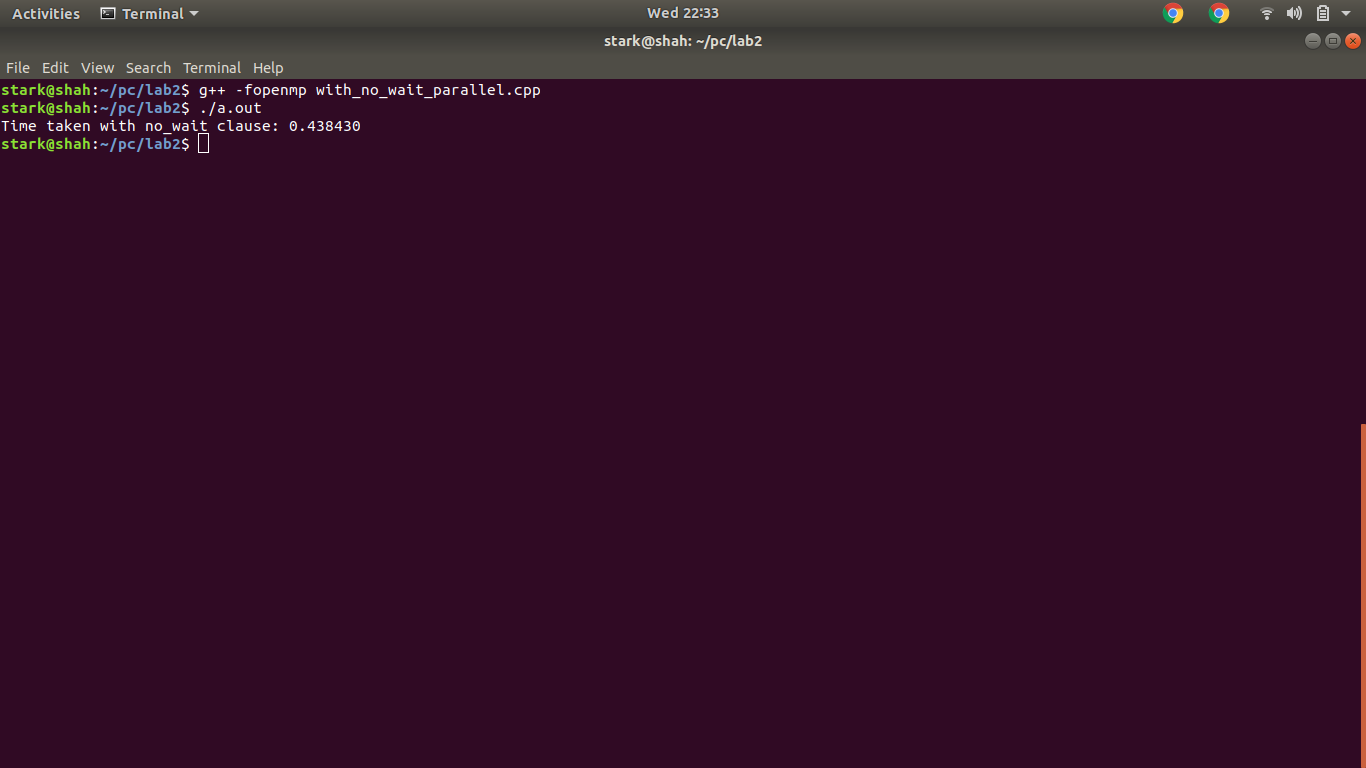 Activities Terminal Wed 22:33
stark@shah: ~/pc/lab2
File Edit View Search Terminal Help
stark@shah:~/pc/lab2$ g++ -fopenmp with_no_wait_parallel.cpp
stark@shah:~/pc/lab2$ ./a.out
Time taken with no_wait clause: 0.438430
stark@shah:~/pc/lab2$